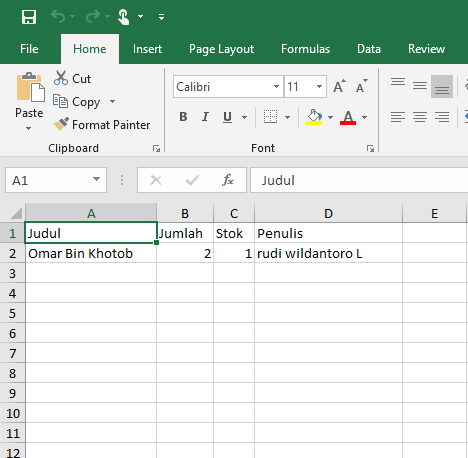 File Home Insert Page Layout Formulas Data Review
Cut
Copy
Paste
Format Painter
Clipboard
Calibri 11 A A
B I U A
Font
A1 fx Judul
A B C D E
1 Judul Jumlah Stok Penulis
2 Omar Bin Khotob 2 1 rudi wildantoro L
3
4
5
6
7
8
9
10
11
12